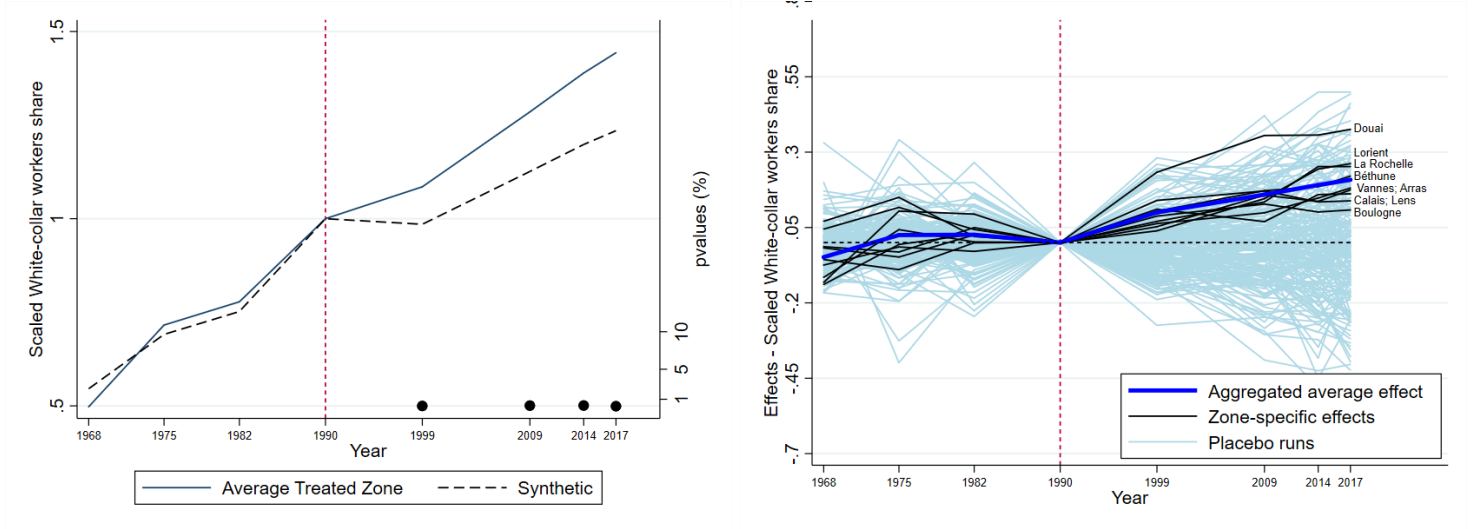 Scaled White-collar workers share
1.5
1
.5
pvalues (%)
10
5
1
1968 1975 1982 1990 1999 2009 2014 2017
Year
Average Treated Zone Synthetic
Effects - Scaled White-collar workers share
.55
.3
.05
-.2
-.45
-.7
Douai
Lorient
La Rochelle
Béthune
Vannes; Arras
Calais; Lens
Boulogne
Aggregated average effect
Zone-specific effects
Placebo runs
1968 1975 1982 1990 1999 2009 2014 2017
Year